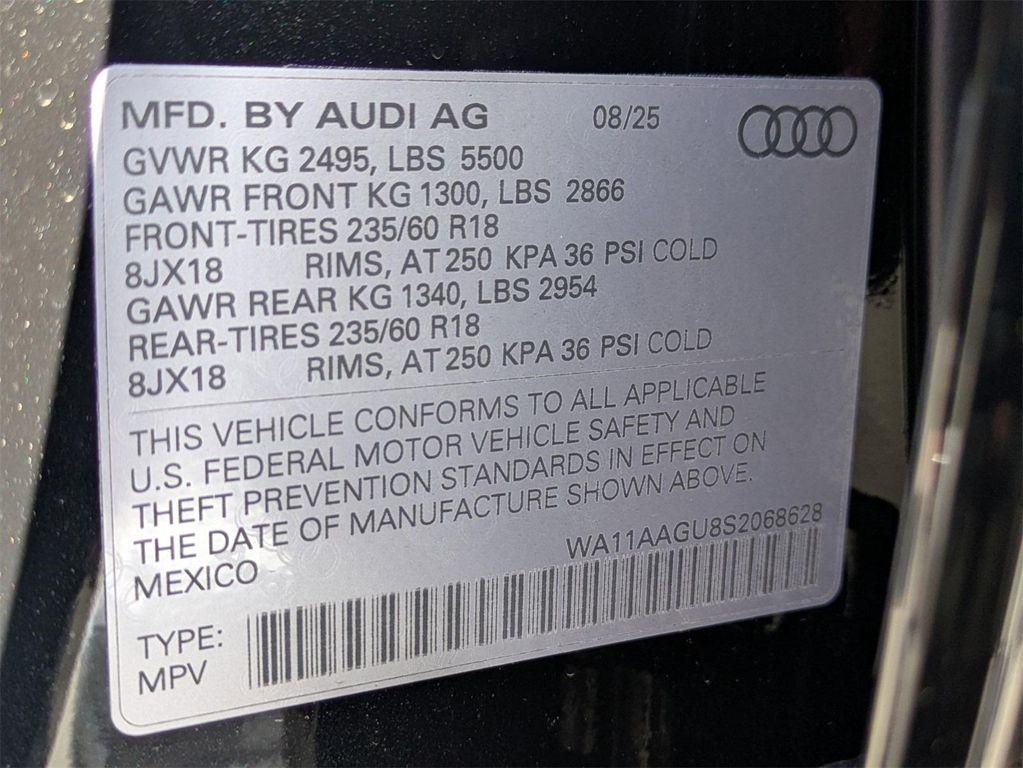 MFD. BY AUDI AG 08/25
GVWR KG 2495, LBS 5500
GAWR FRONT KG 1300, LBS 2866
FRONT-TIRES 235/60 R18
8JX18 RIMS, AT 250 KPA 36 PSI COLD
GAWR REAR KG 1340, LBS 2954
REAR-TIRES 235/60 R18
8JX18 RIMS, AT 250 KPA 36 PSI COLD
THIS VEHICLE CONFORMS TO ALL APPLICABLE
U.S. FEDERAL MOTOR VEHICLE SAFETY AND
THEFT PREVENTION STANDARDS IN EFFECT ON
THE DATE OF MANUFACTURE SHOWN ABOVE.
MEXICO WA11AAGU8S2068628
TYPE:
MPV